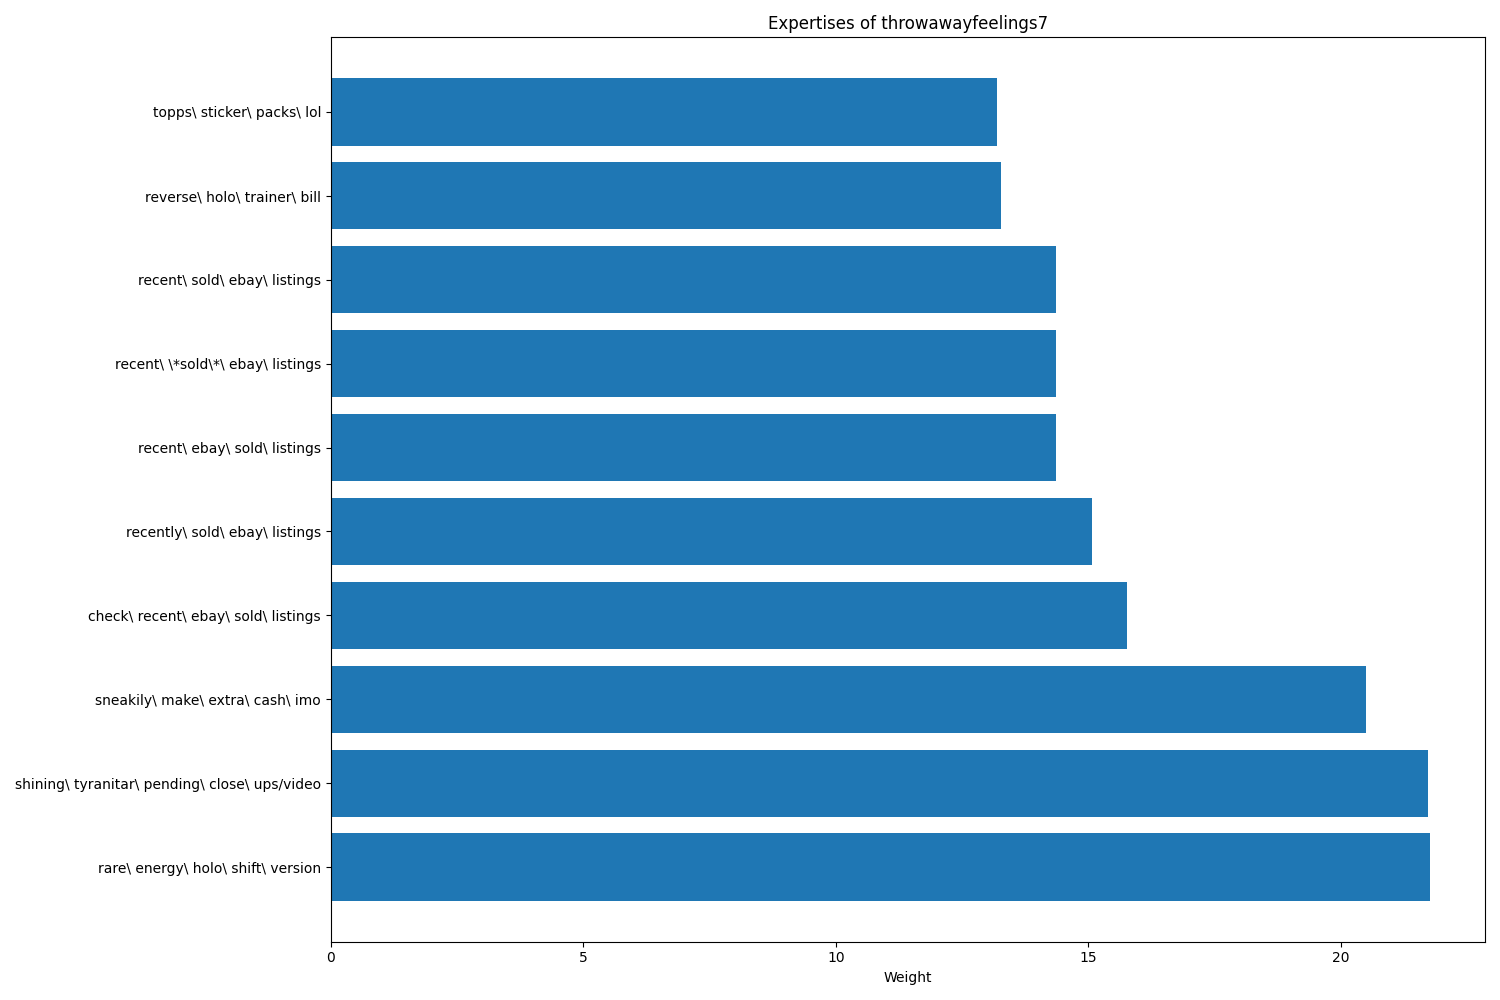 Expertises of throwawayfeelings7
topps\ sticker\ packs\ lol
reverse\ holo\ trainer\ bill
recent\ sold\ ebay\ listings
recent\ \*sold\*\ ebay\ listings
recent\ ebay\ sold\ listings
recently\ sold\ ebay\ listings
check\ recent\ ebay\ sold\ listings
sneakily\ make\ extra\ cash\ imo
shining\ tyranitar\ pending\ close\ ups/video
rare\ energy\ holo\ shift\ version
0 5 10 15 20
Weight